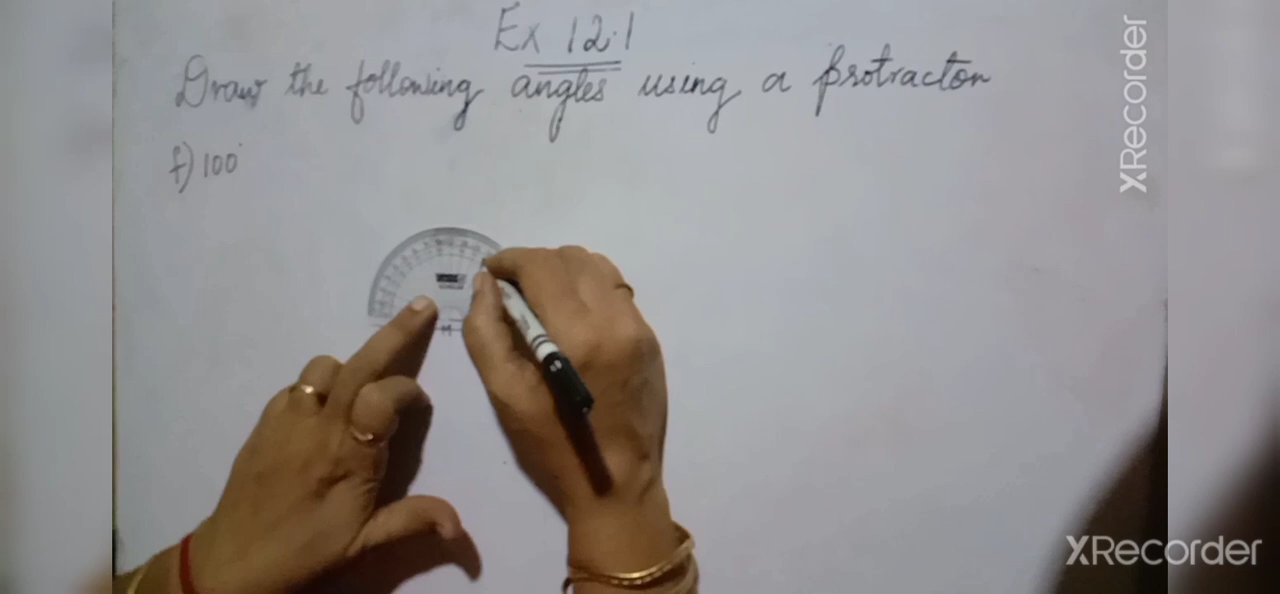 Ex 12.1
Draw the following angles using a protractor
f) 100°
M
XRecorder
XRecorder